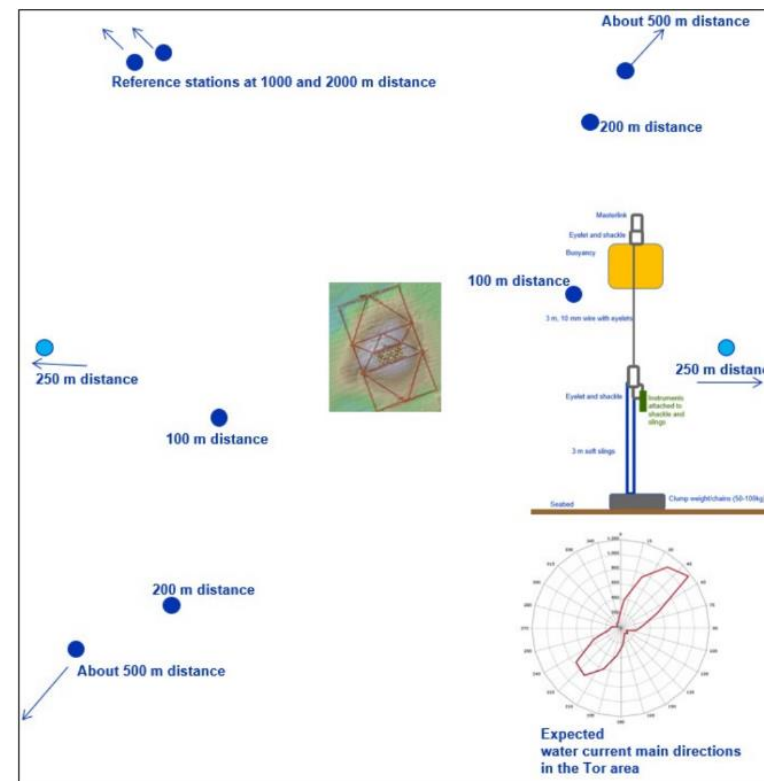 About 500 m distance
Reference stations at 1000 and 2000 m distance
200 m distance
Masterlink
Eyelet and shackle
Buoyancy
100 m distance
3 m, 10 mm wire with eyelets
250 m distance
250 m distance
Eyelet and shackle
Instruments
attached to
shackle and
slings
100 m distance
3 m soft slings
Clump weight/chains (50-100kg)
Seabed
200 m distance
About 500 m distance
Expected
water current main directions
in the Tor area